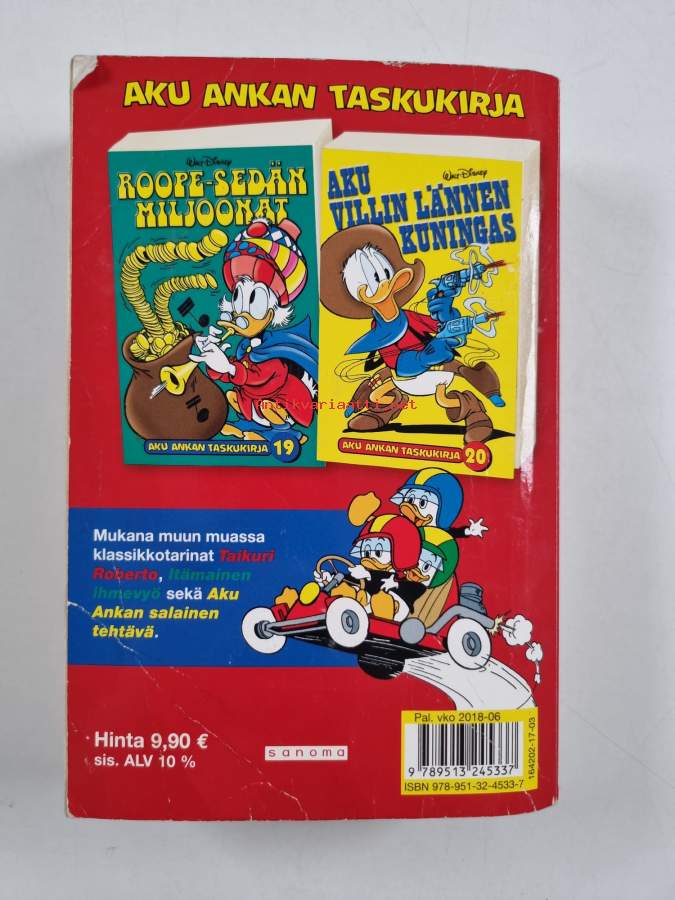 AKU ANKAN TASKUKIRJA
Walt Disney
ROOPE-SEDÄN
MILJOONAT
AKU ANKAN TASKUKIRJA 19
Walt Disney
AKU
VILLIN LÄNNEN
KUNINGAS
AKU ANKAN TASKUKIRJA 20
antikvariaatti.net
Mukana muun muassa
klassikkotarinat Taikuri
Roberto, Itämainen
ihmevyö sekä Aku
Ankan salainen
tehtävä.
Hinta 9,90 €
sis. ALV 10 %
sanoma
Pal. vko 2018-06
9 789513 245337
ISBN 978-951-32-4533-7
164202-17-03